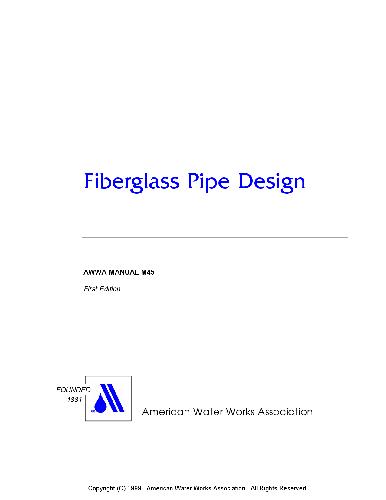 Fiberglass Pipe Design
AWWA MANUAL M45
First Edition
FOUNDED
1881
American Water Works Association
Copyright (C) 1999 American Water Works Association All Rights Reserved